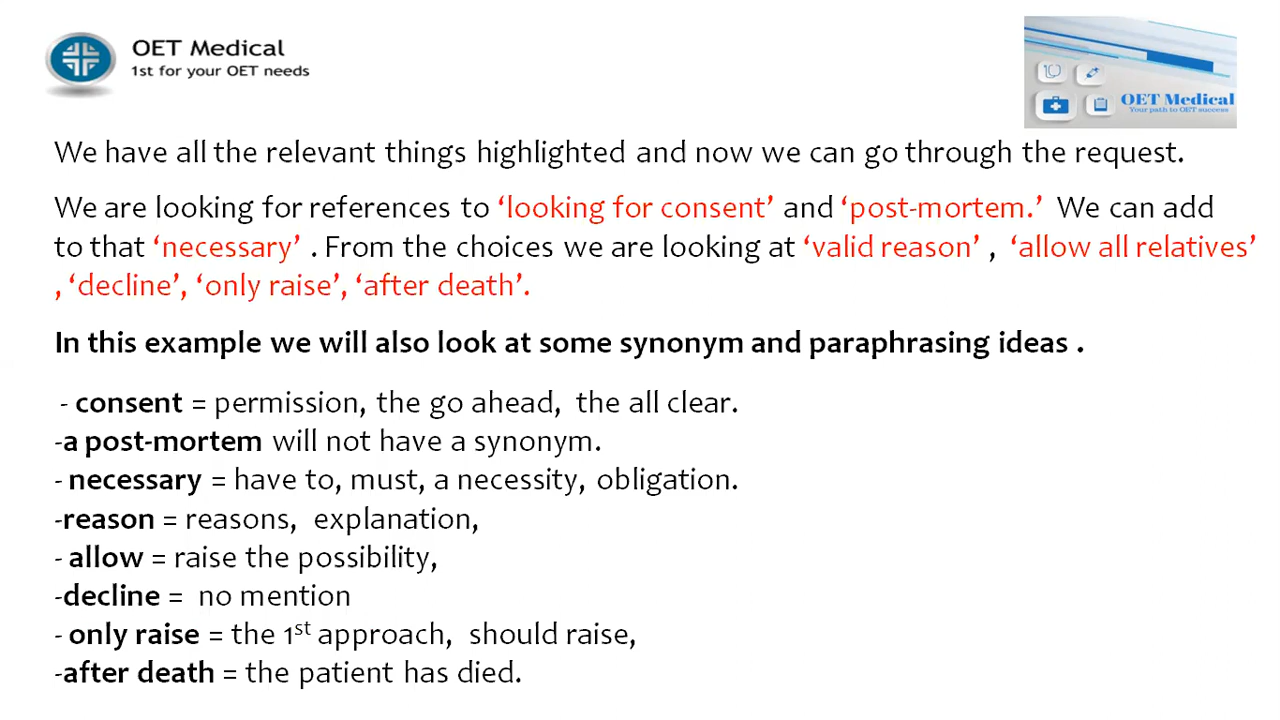 OET Medical
1st for your OET needs
OET Medical
Your path to OET success
We have all the relevant things highlighted and now we can go through the request.
We are looking for references to ‘looking for consent’ and ‘post-mortem.’ We can add
to that ‘necessary’ . From the choices we are looking at ‘valid reason’ , ‘allow all relatives’
, ‘decline’, ‘only raise’, ‘after death’.
In this example we will also look at some synonym and paraphrasing ideas .
- consent = permission, the go ahead, the all clear.
-a post-mortem will not have a synonym.
- necessary = have to, must, a necessity, obligation.
-reason = reasons, explanation,
- allow = raise the possibility,
-decline = no mention
- only raise = the 1st approach, should raise,
-after death = the patient has died.